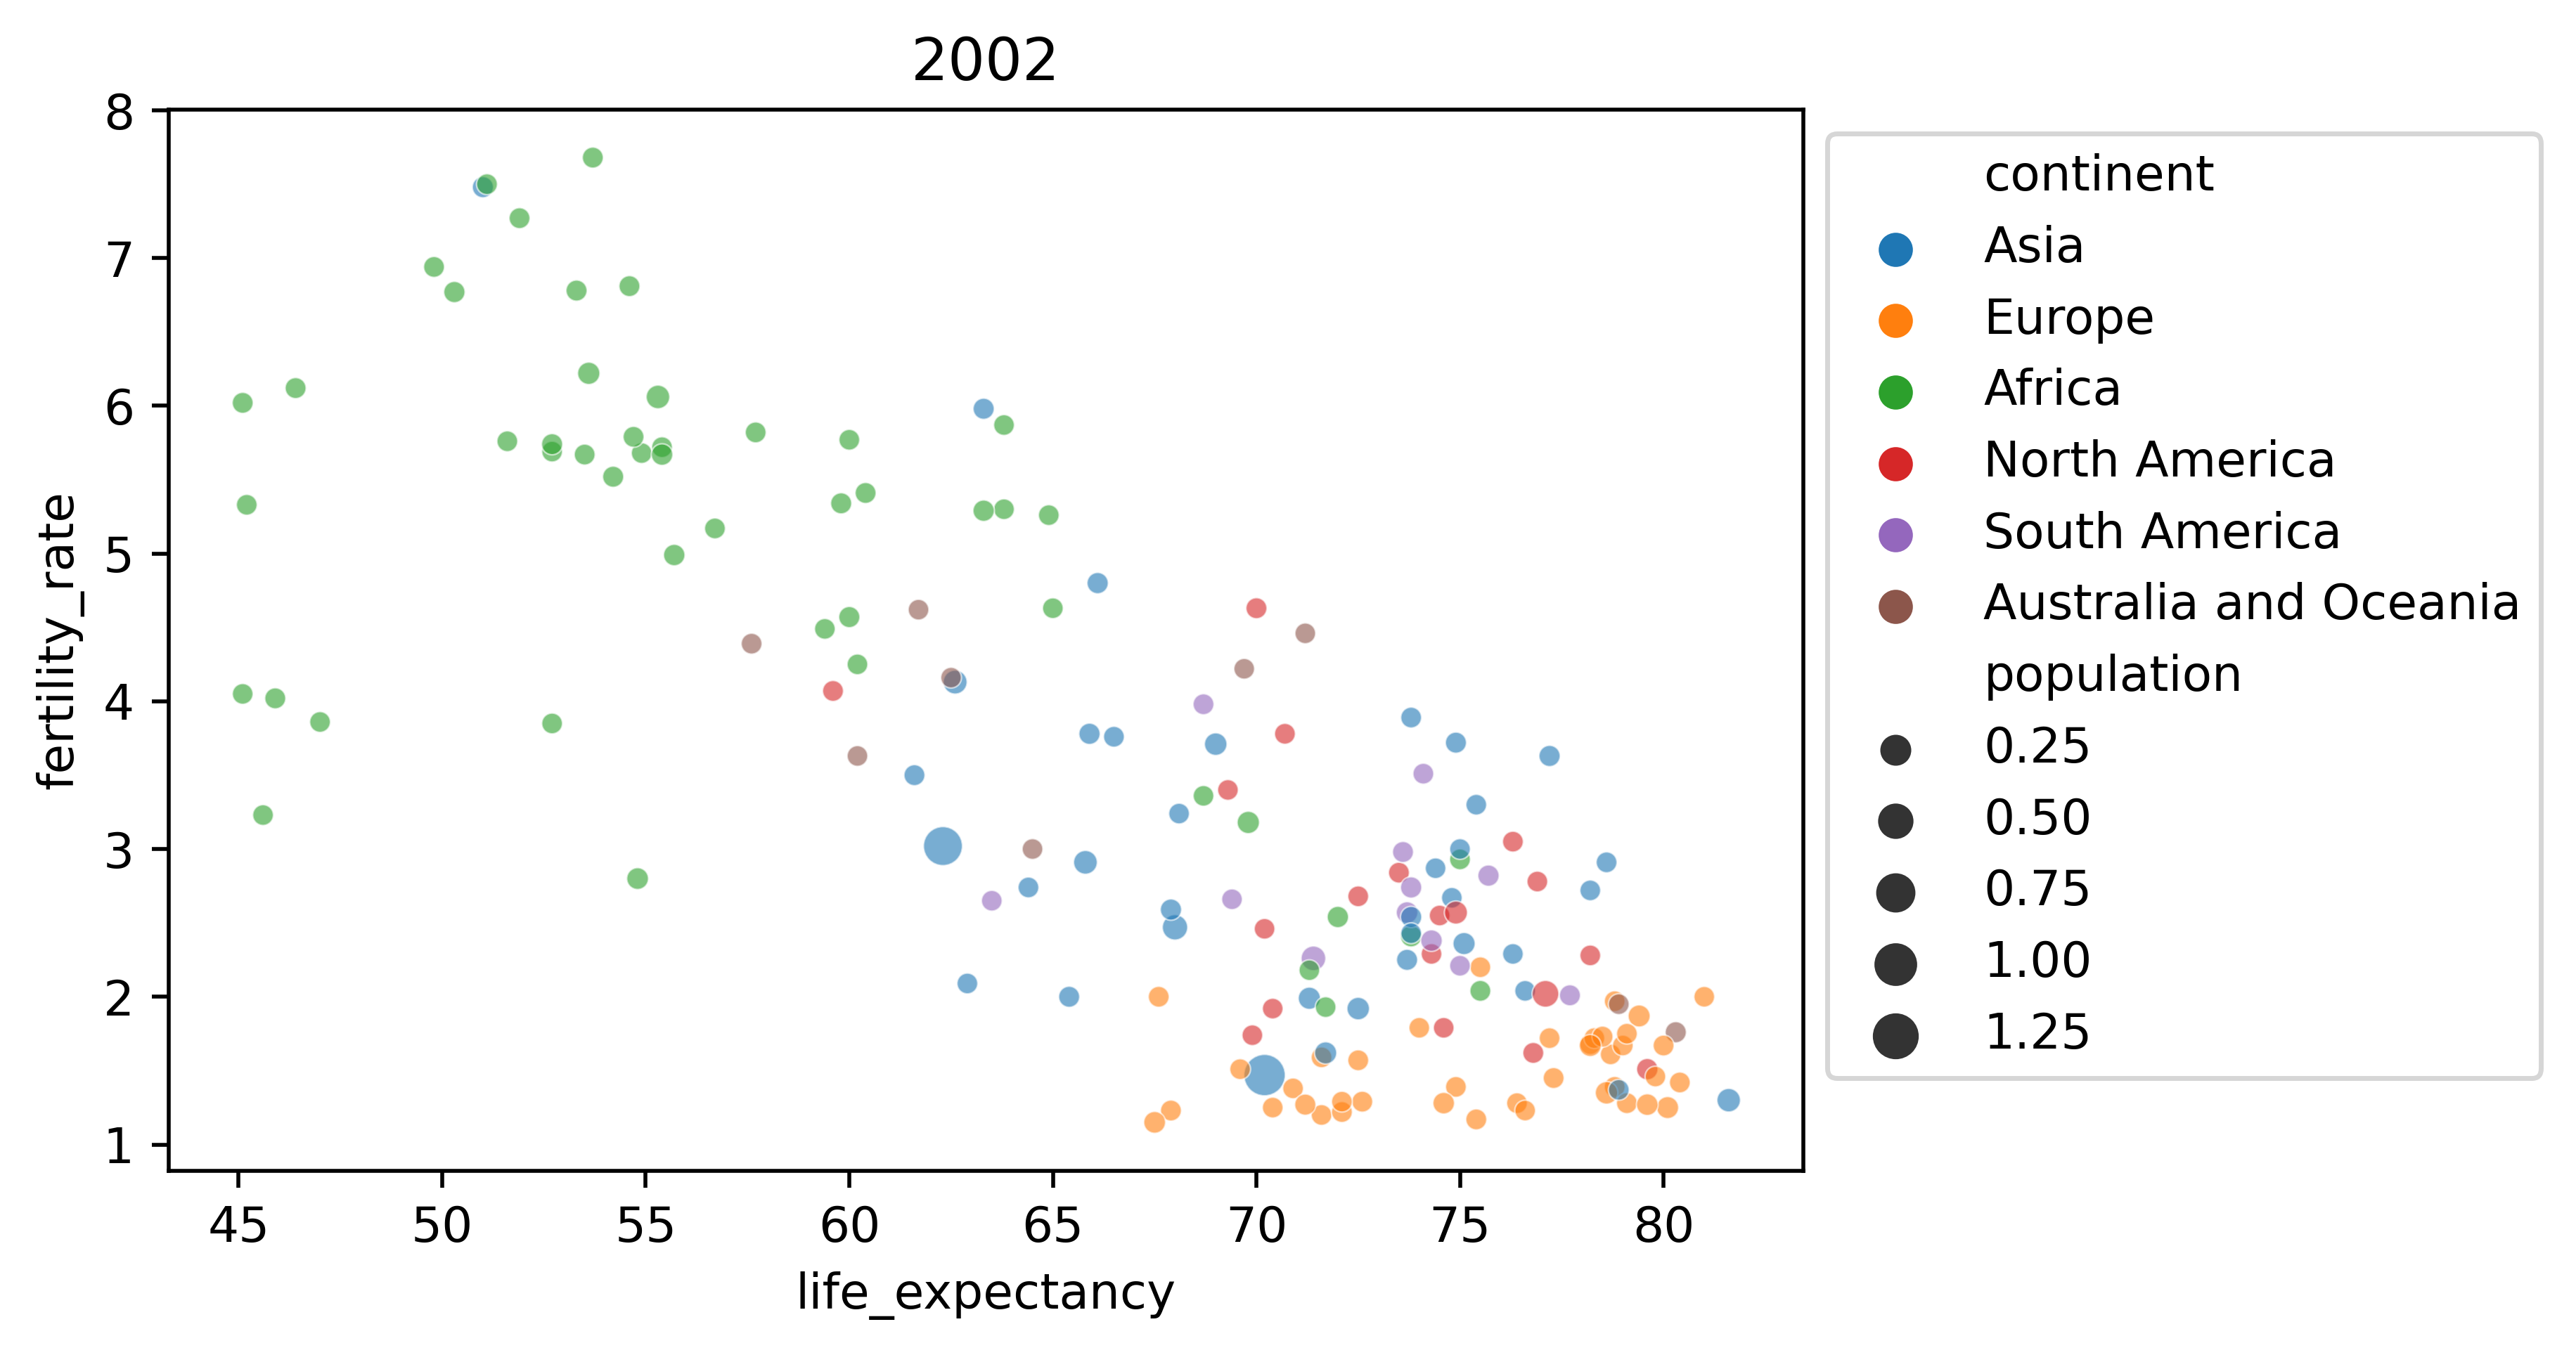 2002
8
7
6
5
4
3
2
1
fertility_rate
45 50 55 60 65 70 75 80
life_expectancy
continent
Asia
Europe
Africa
North America
South America
Australia and Oceania
population
0.25
0.50
0.75
1.00
1.25